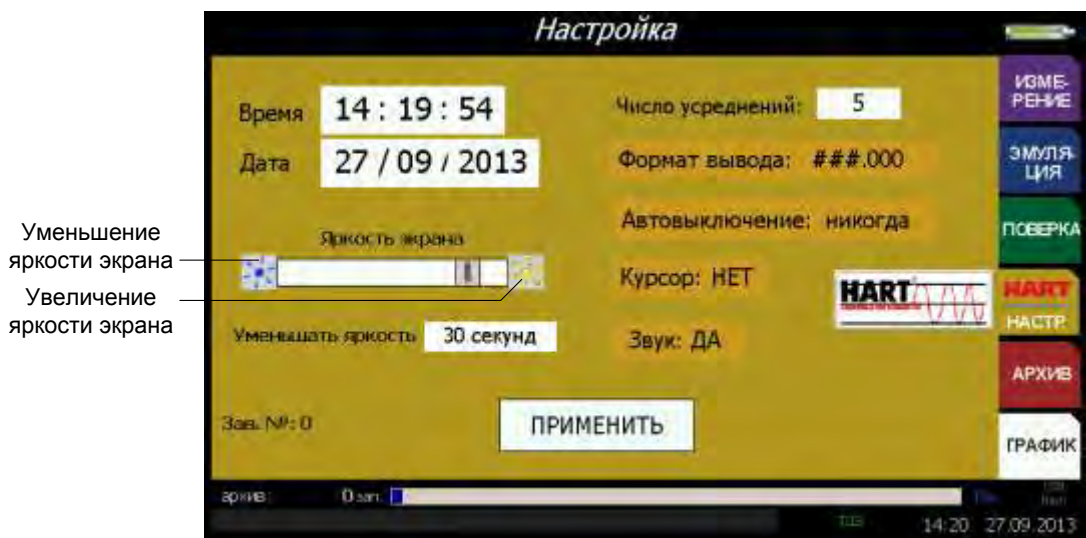 Настройка
ИЗМЕ-
РЕНИЕ
Время 14 : 19 : 54
Число усреднений: 5
Дата 27 / 09 / 2013
Формат вывода: ###.000
ЭМУЛЯ-
ЦИЯ
Автовыключение: никогда
ПОВЕРКА
Уменьшение
яркости экрана
Яркость экрана
Увеличение
яркости экрана
Курсор: НЕТ
HART
HART
НАСТР.
Уменьшать яркость 30 секунд
Звук: ДА
АРХИВ
Зав. №: 0
ПРИМЕНИТЬ
ГРАФИК
архив: 0 зап.
14:20 27.09.2013